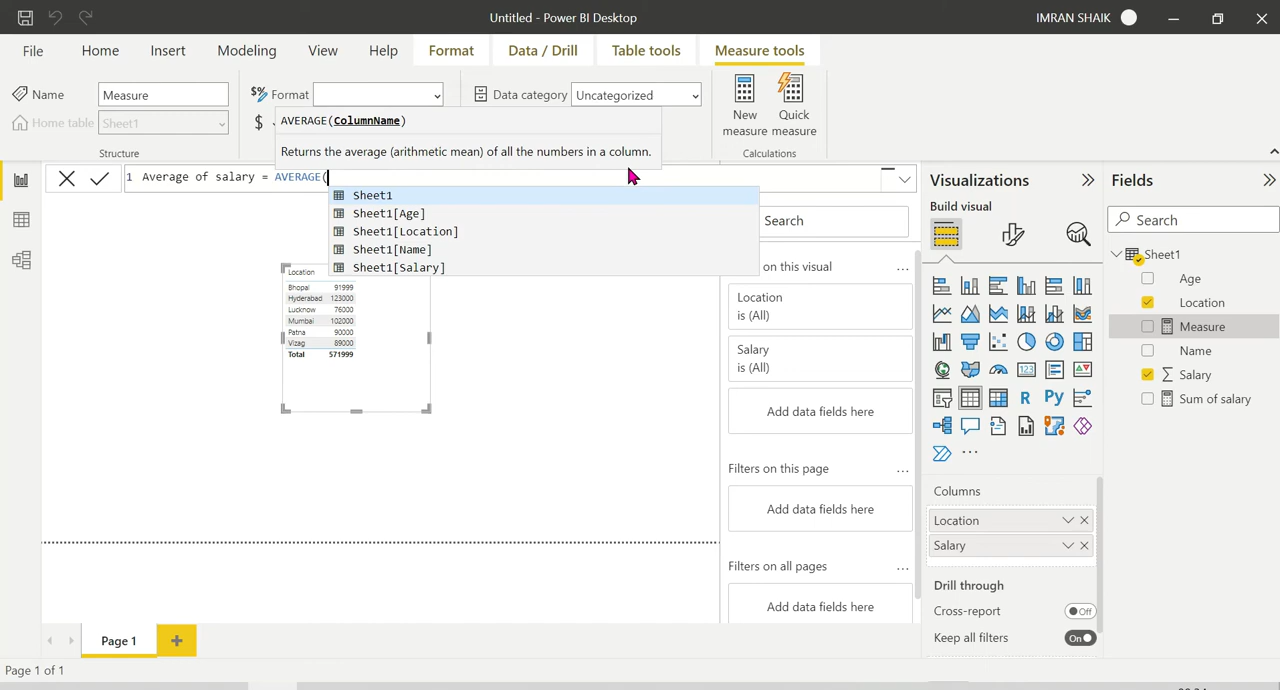 Untitled - Power BI Desktop
IMRAN SHAIK
File
Home
Insert
Modeling
View
Help
Format
Data / Drill
Table tools
Measure tools
Name
Measure
Home table
Sheet1
Structure
$% Format
$
Data category
Uncategorized
New
measure
Quick
measure
Calculations
AVERAGE(ColumnName)
Returns the average (arithmetic mean) of all the numbers in a column.
1 Average of salary = AVERAGE(
Sheet1
Sheet1[Age]
Sheet1[Location]
Sheet1[Name]
Sheet1[Salary]
Location
Bhopal 91999
Hyderabad 123000
Lucknow 76000
Mumbai 102000
Patna 90000
Vizag 89000
Total 571999
Search
on this visual
...
Location
is (All)
Salary
is (All)
Add data fields here
Filters on this page
...
Add data fields here
Filters on all pages
...
Add data fields here
Visualizations
Build visual
123
R
Py
...
Columns
Location
Salary
Drill through
Cross-report
Off
Keep all filters
On
Fields
Search
Sheet1
Age
Location
Measure
Name
Salary
Sum of salary
Page 1
Page 1 of 1